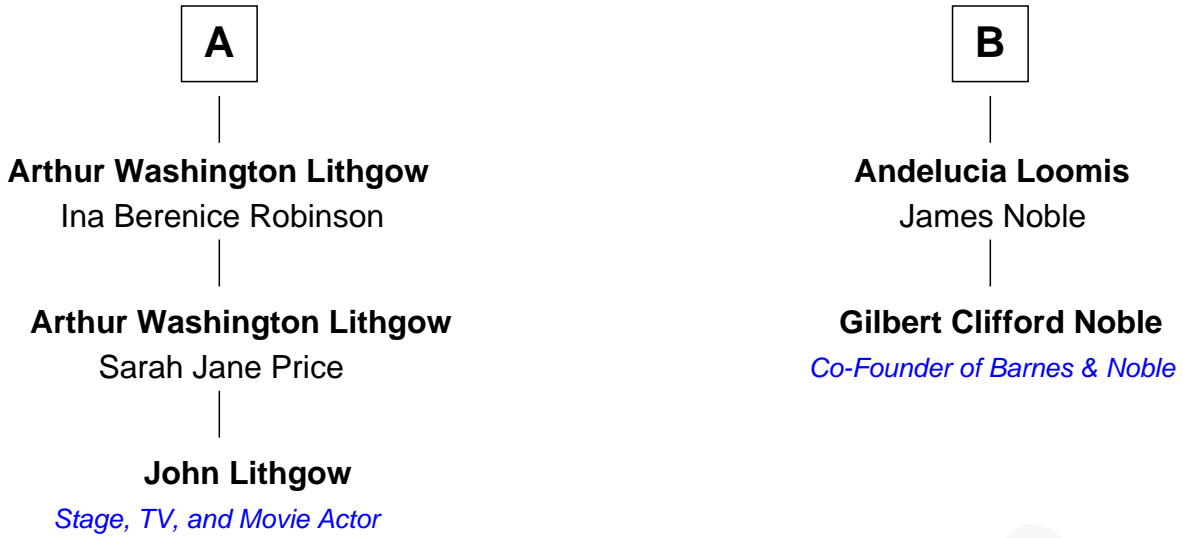 A
Arthur Washington Lithgow
Ina Berenice Robinson
Arthur Washington Lithgow
Sarah Jane Price
John Lithgow
Stage, TV, and Movie Actor
B
Andelucia Loomis
James Noble
Gilbert Clifford Noble
Co-Founder of Barnes & Noble